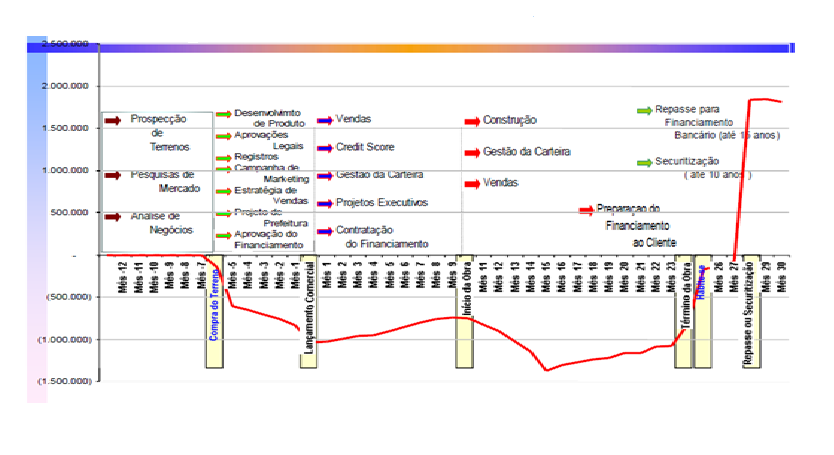 2.500.000
2.000.000
1.500.000
1.000.000
500.000
-
(500.000)
(1.000.000)
(1.500.000)
Prospecção
de
Terrenos
Pesquisas de
Mercado
Análise de
Negócios
Desenvolvimto
de Produto
Aprovações
Legais
Registros
Campanha de
Marketing
Estratégia de
Vendas
Projeto de
Prefeitura
Aprovação do
Financiamento
Vendas
Credit Score
Gestão da Carteira
Projetos Executivos
Contratação
do Financiamento
Construção
Gestão da Carteira
Vendas
Preparação do
Financiamento
ao Cliente
Repasse para
Financiamento
Bancário (até 15 anos)
Securitização
(até 10 anos)
Mês -12
Mês -11
Mês -10
Mês -9
Mês -8
Mês -7
Compra do Terreno
Mês -5
Mês -4
Mês -3
Mês -2
Mês -1
Lançamento Comercial
Mês 1
Mês 2
Mês 3
Mês 4
Mês 5
Mês 6
Mês 7
Mês 8
Mês 9
Início da Obra
Mês 11
Mês 12
Mês 13
Mês 14
Mês 15
Mês 16
Mês 17
Mês 18
Mês 19
Mês 20
Mês 21
Mês 22
Mês 23
Término da Obra
Mês 26
Mês 27
Repasse ou Securitização
Mês 29
Mês 30